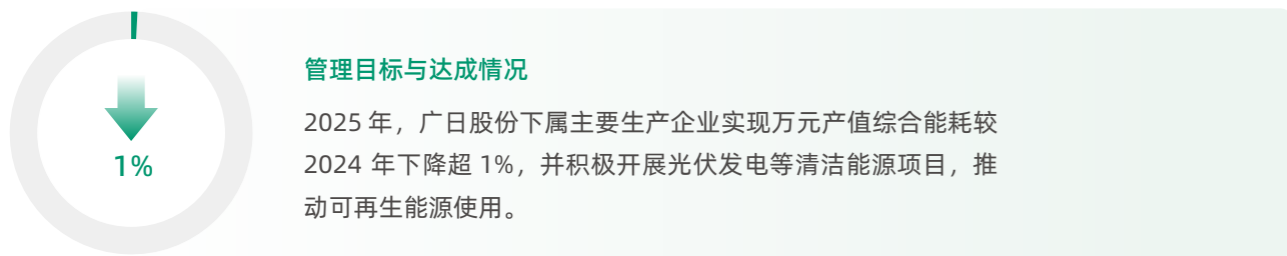 1%
管理目标与达成情况
2025 年，广日股份下属主要生产企业实现万元产值综合能耗较
2024 年下降超 1%，并积极开展光伏发电等清洁能源项目，推
动可再生能源使用。